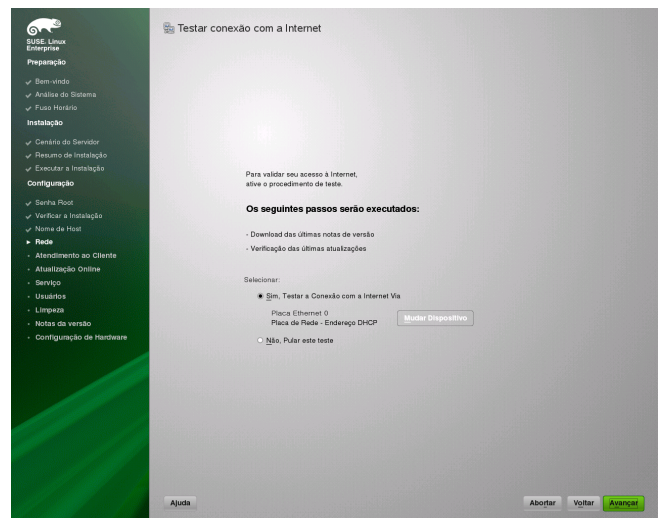 SUSE. Linux
Enterprise
Preparação
Bem-vindo
Análise do Sistema
Fuso Horário
Instalação
Cenário do Servidor
Resumo de Instalação
Executar a Instalação
Configuração
Senha Root
Verificar a Instalação
Nome de Host
Rede
Atendimento ao Cliente
Atualização Online
Serviço
Usuários
Limpeza
Notas da versão
Configuração de Hardware
Testar conexão com a Internet
Para validar seu acesso à Internet,
ative o procedimento de teste.
Os seguintes passos serão executados:
- Download das últimas notas de versão
- Verificação das últimas atualizações
Selecionar:
Sim, Testar a Conexão com a Internet Via
Placa Ethernet 0
Placa de Rede - Endereço DHCP
Mudar Dispositivo
Não, Pular este teste
Ajuda
Abortar
Voltar
Avançar